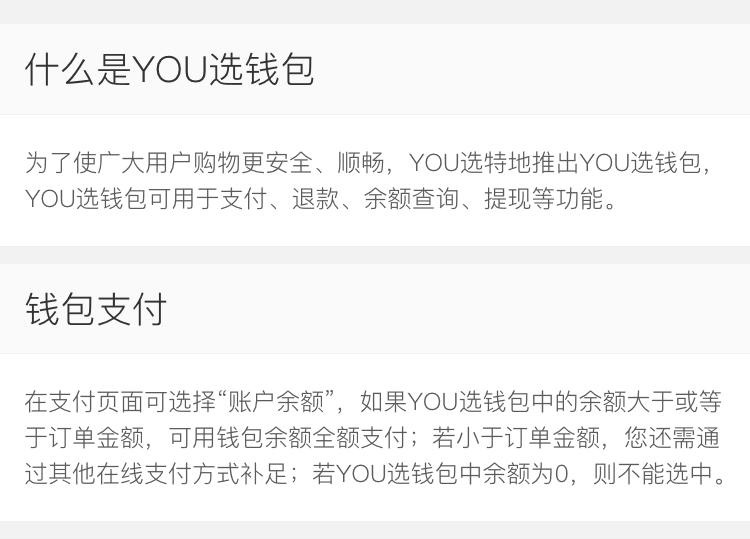 什么是YOU选钱包
为了使广大用户购物更安全、顺畅，YOU选特地推出YOU选钱包，
YOU选钱包可用于支付、退款、余额查询、提现等功能。
钱包支付
在支付页面可选择“账户余额”，如果YOU选钱包中的余额大于或等
于订单金额，可用钱包余额全额支付；若小于订单金额，您还需通
过其他在线支付方式补足；若YOU选钱包中余额为0，则不能选中。